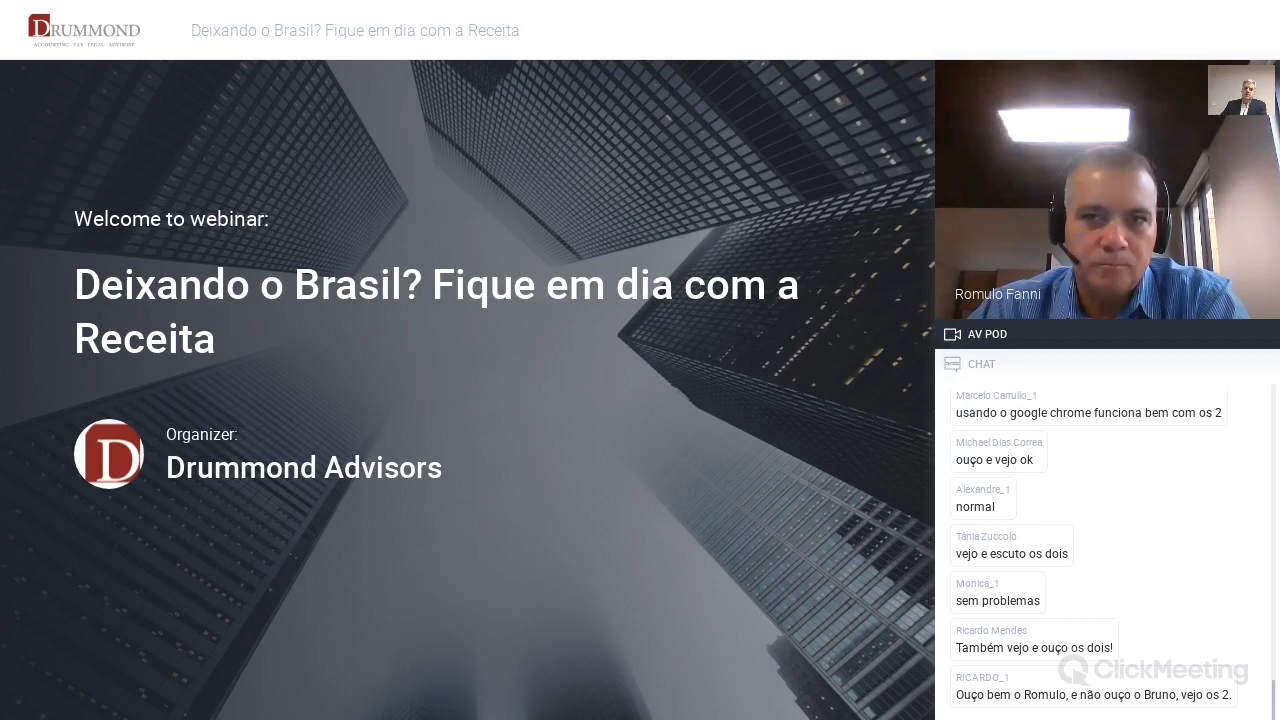 DRUMMOND
ACCOUNTING TAX LEGAL ADVISORY
Deixando o Brasil? Fique em dia com a Receita
Welcome to webinar:
Deixando o Brasil? Fique em dia com a
Receita
D
Organizer:
Drummond Advisors
Romulo Fanni
AV POD
CHAT
Marcelo Carrullo_1
usando o google chrome funciona bem com os 2
Michael Dias Correa
ouço e vejo ok
Alexandre_1
normal
Tânia Zuccolo
vejo e escuto os dois
Monica_1
sem problemas
Ricardo Mendes
Também vejo e ouço os dois!
ClickMeeting
RICARDO_1
Ouço bem o Romulo, e não ouço o Bruno, vejo os 2.